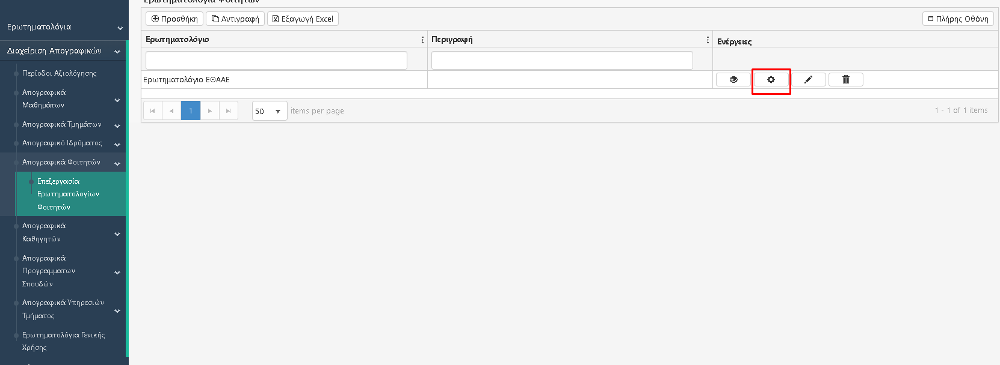 Ερωτηματολόγια Φοιτητών
Προσθήκη Αντιγραφή Εξαγωγή Excel Πλήρης Οθόνη
Ερωτηματολόγιο Περιγραφή Ενέργειες
Ερωτηματολόγιο ΕΘΑΑΕ
1 50 items per page 1 - 1 of 1 items
Ερωτηματολόγια
Διαχείριση Απογραφικών
Περίοδοι Αξιολόγησης
Απογραφικά
Μαθημάτων
Απογραφικά Τμημάτων
Απογραφικό Ιδρύματος
Απογραφικά Φοιτητών
Επεξεργασία
Ερωτηματολογίων
Φοιτητών
Απογραφικά
Καθηγητών
Απογραφικά
Προγραμματων
Σπουδών
Απογραφικά Υπηρεσιών
Τμήματος
Ερωτηματολόγια Γενικής
Χρήσης